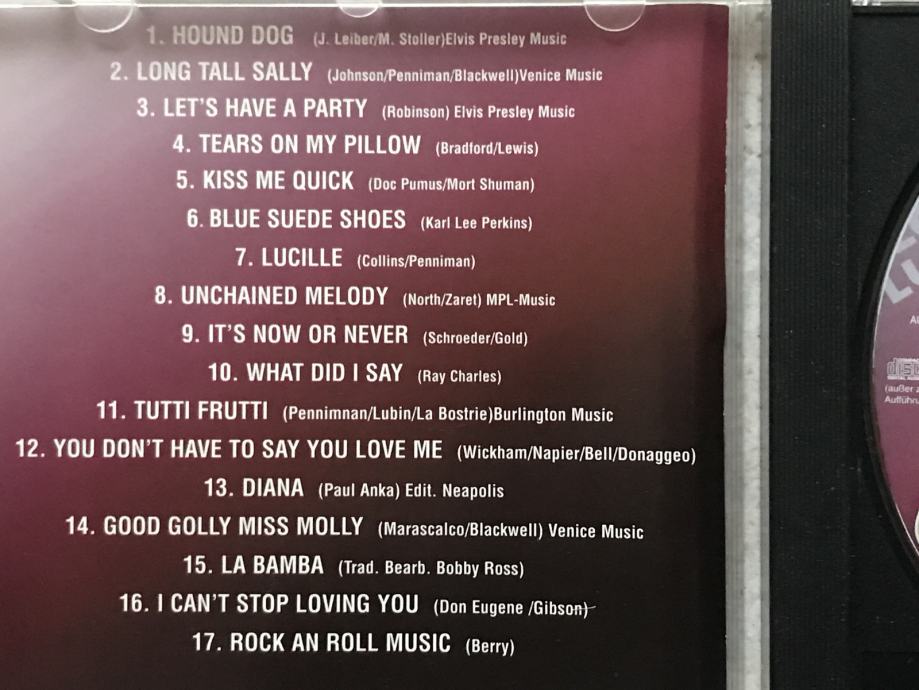 1. HOUND DOG (J. Leiber/M. Stoller)Elvis Presley Music
2. LONG TALL SALLY (Johnson/Penniman/Blackwell)Venice Music
3. LET'S HAVE A PARTY (Robinson) Elvis Presley Music
4. TEARS ON MY PILLOW (Bradford/Lewis)
5. KISS ME QUICK (Doc Pumus/Mort Shuman)
6. BLUE SUEDE SHOES (Karl Lee Perkins)
7. LUCILLE (Collins/Penniman)
8. UNCHAINED MELODY (North/Zaret) MPL-Music
9. IT'S NOW OR NEVER (Schroeder/Gold)
10. WHAT DID I SAY (Ray Charles)
11. TUTTI FRUTTI (Pennimnan/Lubin/La Bostrie)Burlington Music
12. YOU DON'T HAVE TO SAY YOU LOVE ME (Wickham/Napier/Bell/Donaggeo)
13. DIANA (Paul Anka) Edit. Neapolis
14. GOOD GOLLY MISS MOLLY (Marascalco/Blackwell) Venice Music
15. LA BAMBA (Trad. Bearb. Bobby Ross)
16. I CAN'T STOP LOVING YOU (Don Eugene /Gibson)
17. ROCK AN ROLL MUSIC (Berry)
(außer